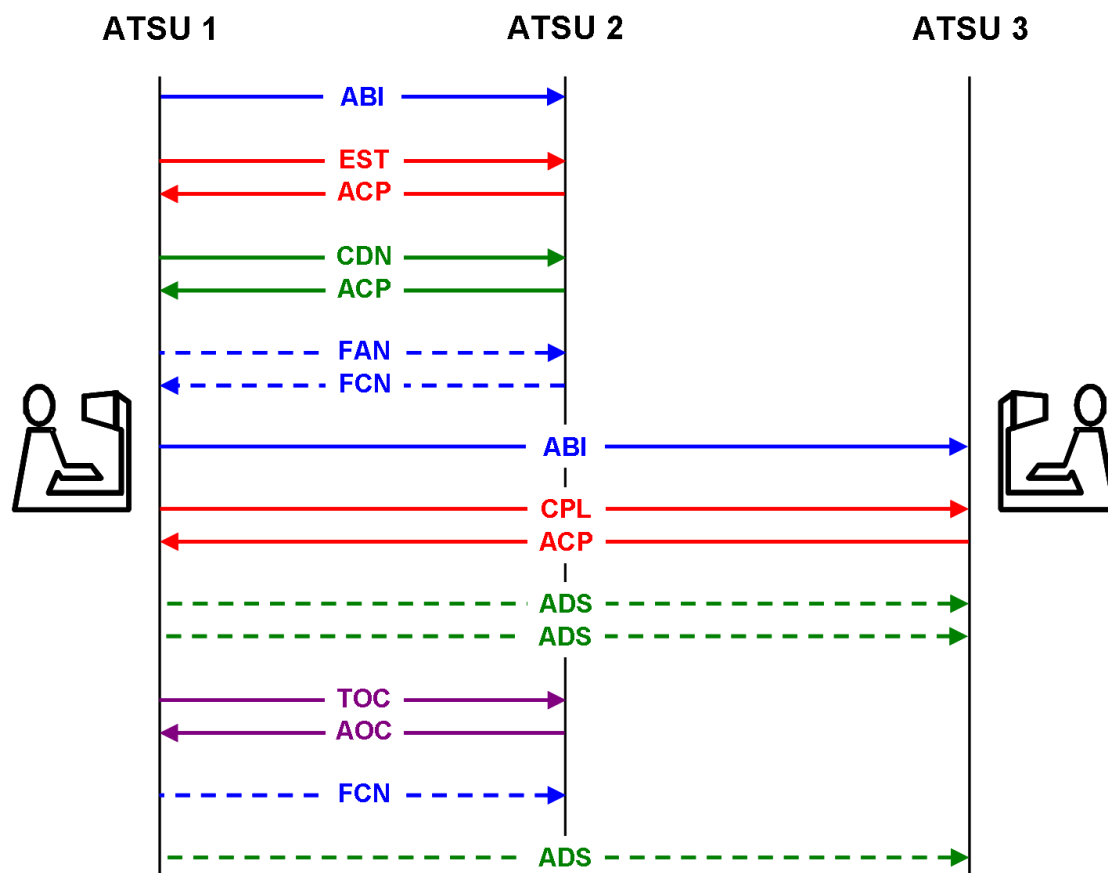 ATSU 1 ATSU 2 ATSU 3
ABI
EST
ACP
CDN
ACP
FAN
FCN
ABI
CPL
ACP
ADS
ADS
TOC
AOC
FCN
ADS